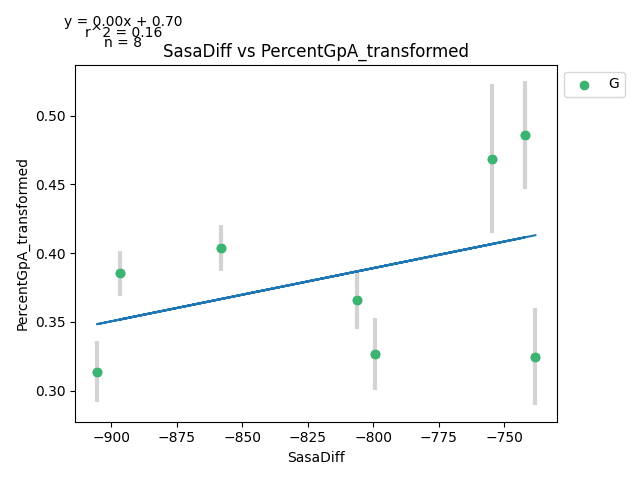 y = 0.00x + 0.70
r^2 = 0.16
n = 8
SasaDiff vs PercentGpA_transformed
G
PercentGpA_transformed
0.50
0.45
0.40
0.35
0.30
−900
−875
−850
−825
−800
−775
−750
SasaDiff